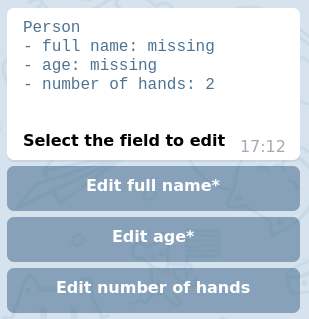 Person
- full name: missing
- age: missing
- number of hands: 2
Select the field to edit
17:12
Edit full name*
Edit age*
Edit number of hands